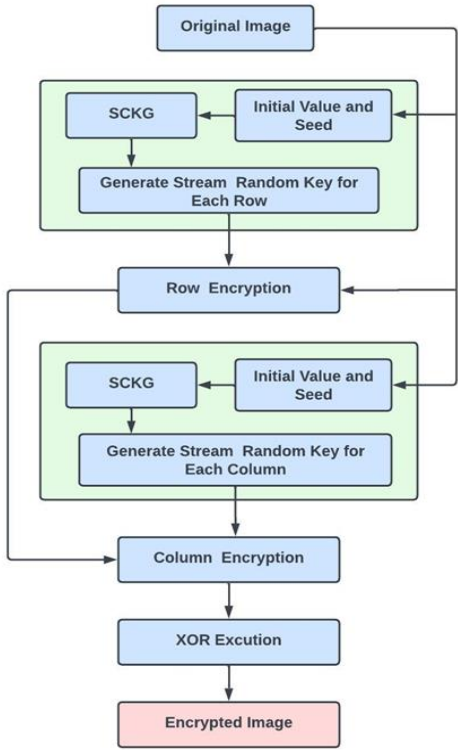 Original Image
SCKG
Initial Value and
Seed
Generate Stream Random Key for
Each Row
Row Encryption
SCKG
Initial Value and
Seed
Generate Stream Random Key for
Each Column
Column Encryption
XOR Excution
Encrypted Image